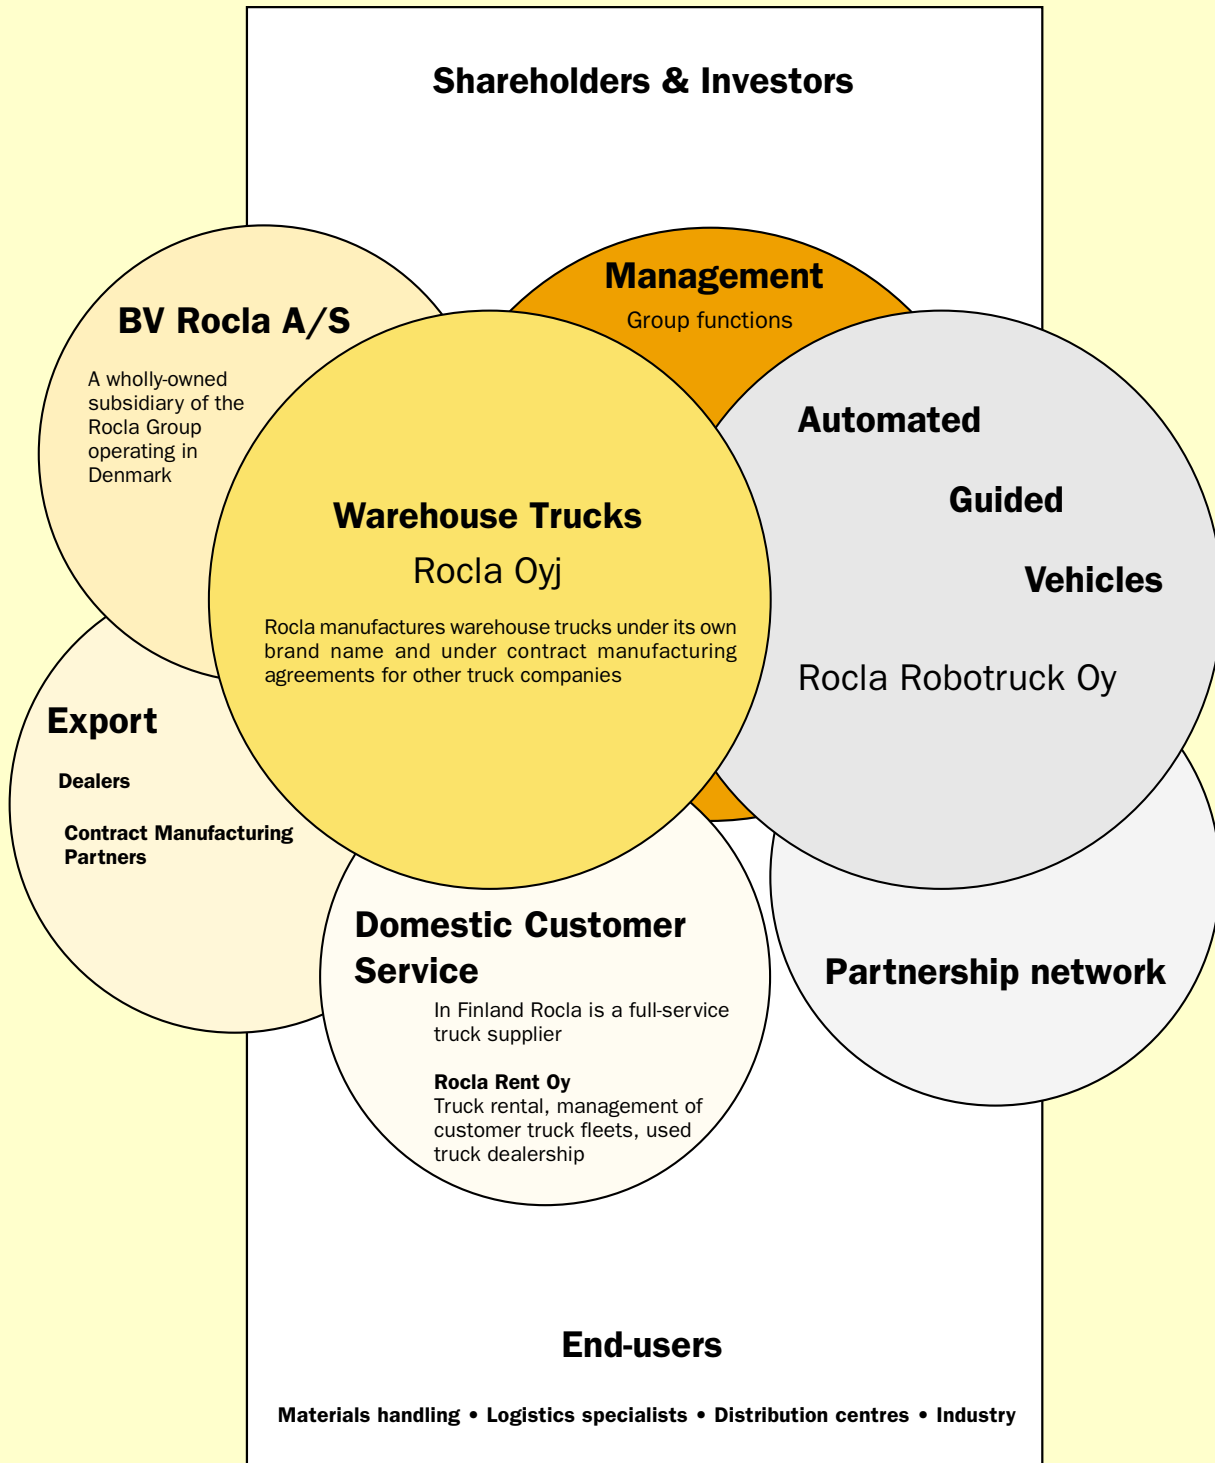 Shareholders & Investors
Management
Group functions
BV Rocla A/S
A wholly-owned
subsidiary of the
Rocla Group
operating in
Denmark
Automated
Guided
Vehicles
Rocla Robotruck Oy
Warehouse Trucks
Rocla Oyj
Rocla manufactures warehouse trucks under its own
brand name and under contract manufacturing
agreements for other truck companies
Export
Dealers
Contract Manufacturing
Partners
Domestic Customer
Service
In Finland Rocla is a full-service
truck supplier
Rocla Rent Oy
Truck rental, management of
customer truck fleets, used
truck dealership
Partnership network
End-users
Materials handling • Logistics specialists • Distribution centres • Industry